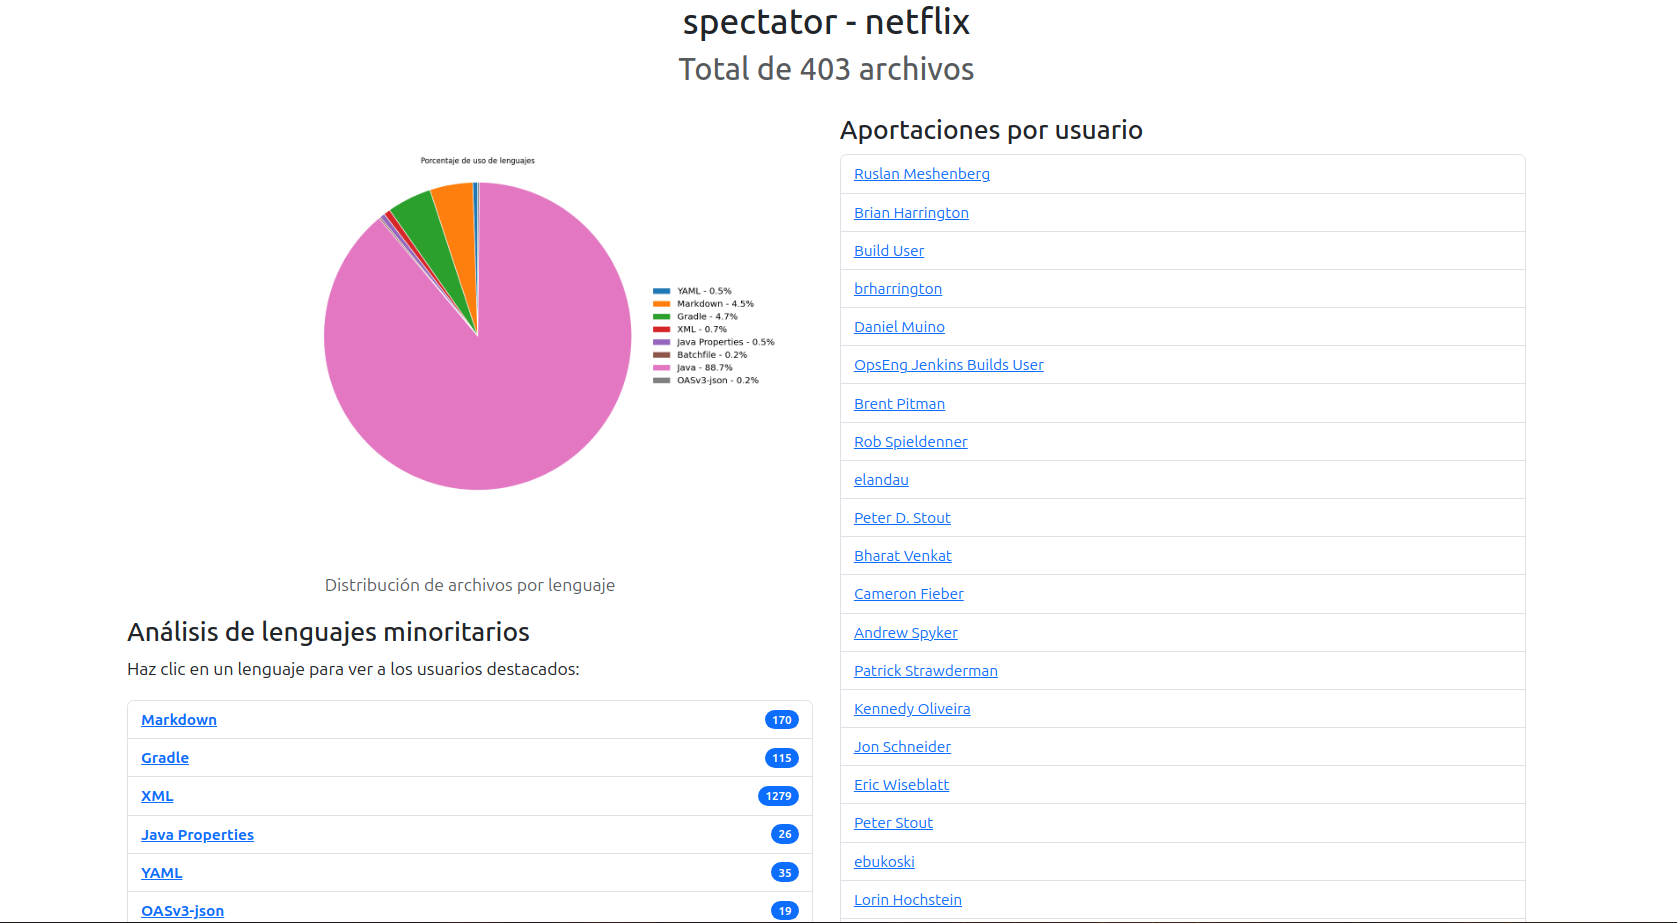 spectator - netflix
Total de 403 archivos
Porcentaje de uso de lenguajes
YAML - 0.5%
Markdown - 4.5%
Gradle - 4.7%
XML - 0.7%
Java Properties - 0.5%
Batchfile - 0.2%
Java - 88.7%
OASv3-json - 0.2%
Distribución de archivos por lenguaje
Análisis de lenguajes minoritarios
Haz clic en un lenguaje para ver a los usuarios destacados:
Markdown 170
Gradle 115
XML 1279
Java Properties 26
YAML 35
OASv3-json 19
Aportaciones por usuario
Ruslan Meshenberg
Brian Harrington
Build User
brharrington
Daniel Muino
OpsEng Jenkins Builds User
Brent Pitman
Rob Spieldenner
elandau
Peter D. Stout
Bharat Venkat
Cameron Fieber
Andrew Spyker
Patrick Strawderman
Kennedy Oliveira
Jon Schneider
Eric Wiseblatt
Peter Stout
ebukoski
Lorin Hochstein